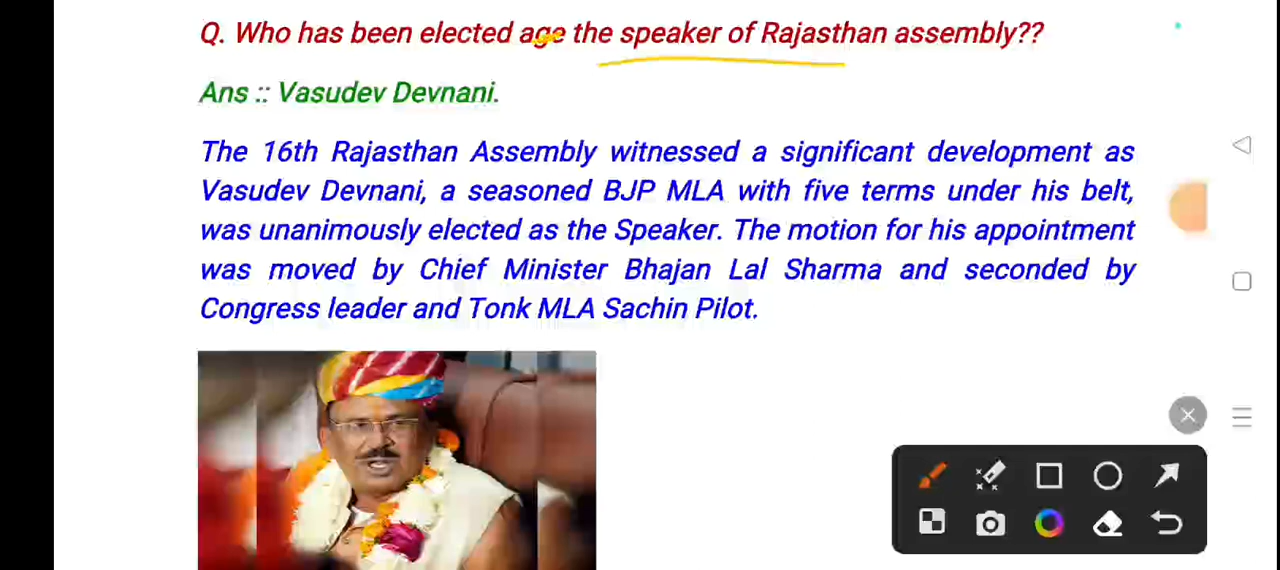 Q. Who has been elected age the speaker of Rajasthan assembly??
Ans :: Vasudev Devnani.
The 16th Rajasthan Assembly witnessed a significant development as
Vasudev Devnani, a seasoned BJP MLA with five terms under his belt,
was unanimously elected as the Speaker. The motion for his appointment
was moved by Chief Minister Bhajan Lal Sharma and seconded by
Congress leader and Tonk MLA Sachin Pilot.